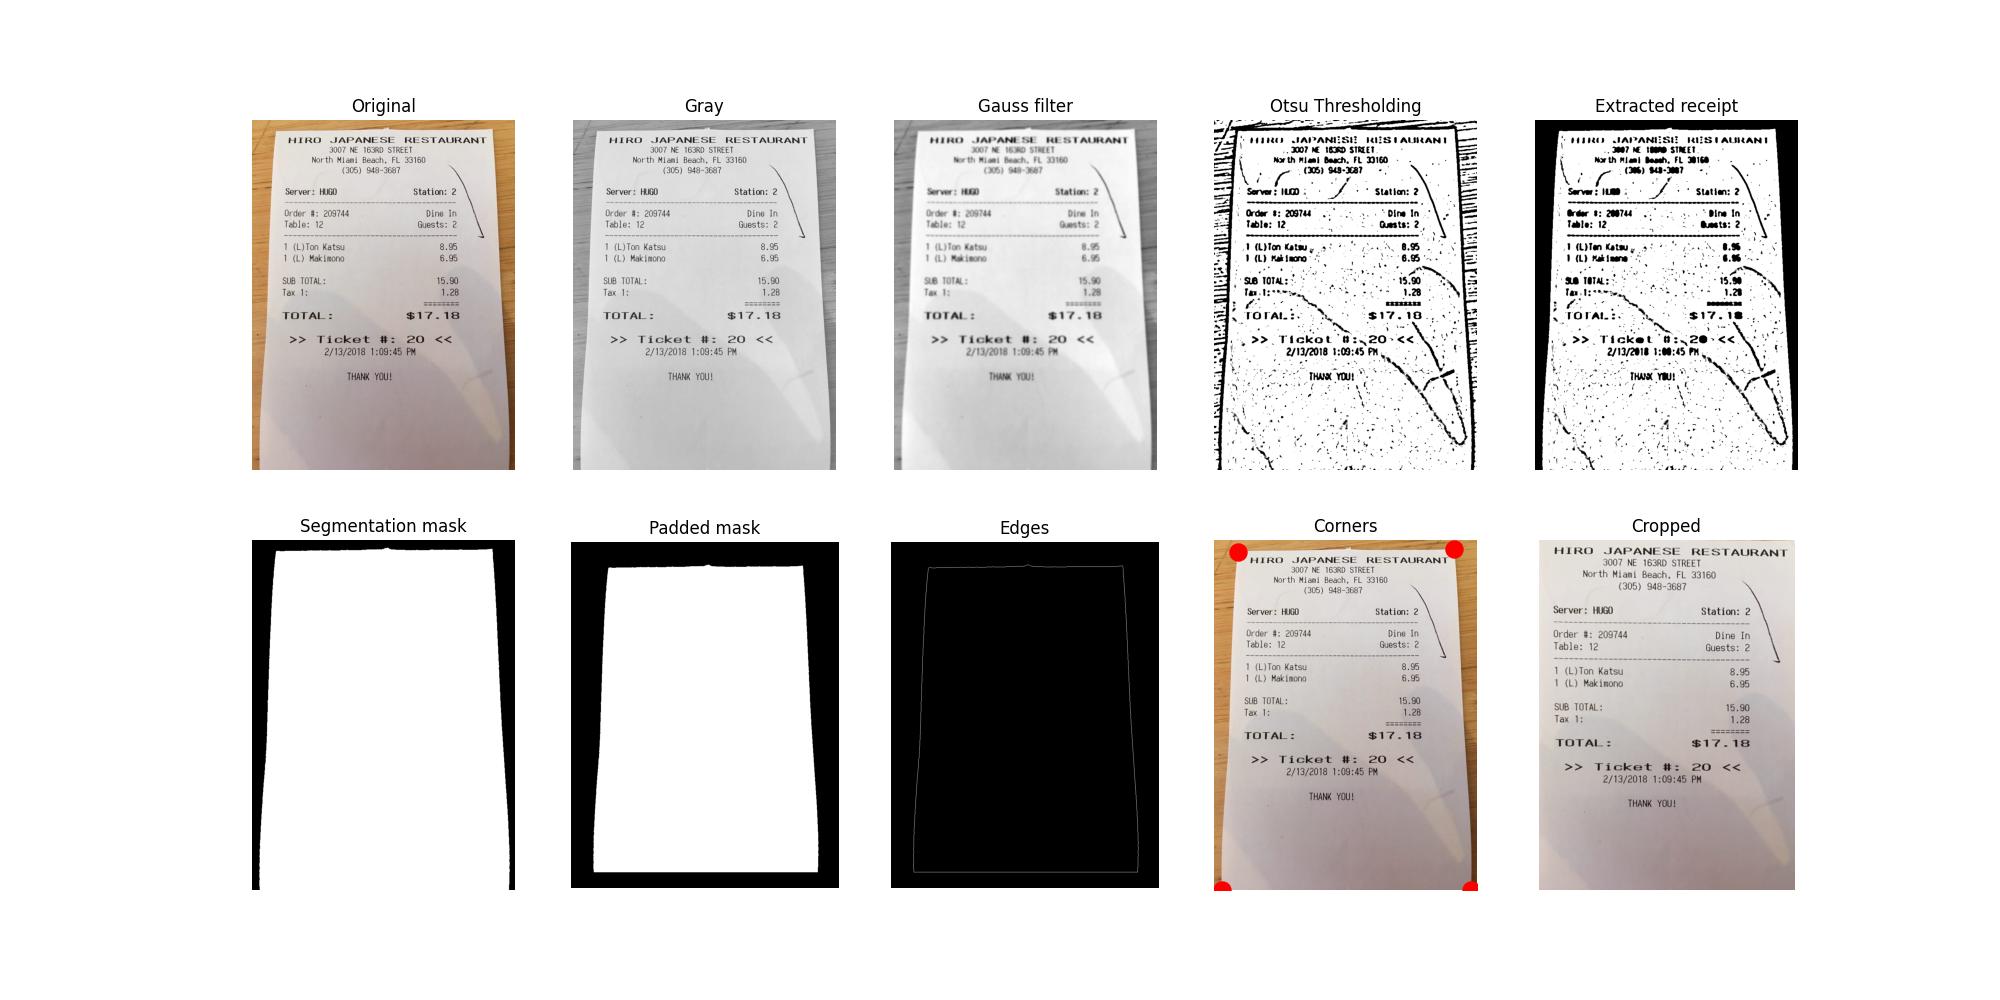 Original
HIRO JAPANESE RESTAURANT
3007 NE 163RD STREET
North Miami Beach, FL 33160
(305) 948-3687
Server: HUGO Station: 2
Order #: 209744 Dine In
Table: 12 Guests: 2
1 (L)Ton Katsu 8.95
1 (L) Makimono 6.95
SUB TOTAL: 15.90
Tax 1: 1.28
========
TOTAL: $17.18
>> Ticket #: 20 <<
2/13/2018 1:09:45 PM
THANK YOU!
Gray
HIRO JAPANESE RESTAURANT
3007 NE 163RD STREET
North Miami Beach, FL 33160
(305) 948-3687
Server: HUGO Station: 2
Order #: 209744 Dine In
Table: 12 Guests: 2
1 (L)Ton Katsu 8.95
1 (L) Makimono 6.95
SUB TOTAL: 15.90
Tax 1: 1.28
========
TOTAL: $17.18
>> Ticket #: 20 <<
2/13/2018 1:09:45 PM
THANK YOU!
Gauss filter
HIRO JAPANESE RESTAURANT
3007 NE 163RD STREET
North Miami Beach, FL 33160
(305) 948-3687
Server: HUGO Station: 2
Order #: 209744 Dine In
Table: 12 Guests: 2
1 (L)Ton Katsu 8.95
1 (L) Makimono 6.95
SUB TOTAL: 15.90
Tax 1: 1.28
========
TOTAL: $17.18
>> Ticket #: 20 <<
2/13/2018 1:09:45 PM
THANK YOU!
Otsu Thresholding
HIRO JAPANESE RESTAURANT
3007 NE 163RD STREET
North Miami Beach, FL 33160
(305) 948-3687
Server: HUGO Station: 2
Order #: 209744 Dine In
Table: 12 Guests: 2
1 (L)Ton Katsu 8.95
1 (L) Makimono 6.95
SUB TOTAL: 15.90
Tax 1: 1.28
========
TOTAL: $17.18
>> Ticket #: 20 <<
2/13/2018 1:09:45 PM
THANK YOU!
Extracted receipt
HIRO JAPANESE RESTAURANT
NE STREET
North Miami Beach, FL
Server: Station: 2
Order #: Dine In
Table: 12 Guests: 2
1 (L)Ton Katsu 8.95
1 (L) Makimono 6.95
SUB TOTAL: 15.90
Tax 1: 1.28
========
TOTAL: $17.18
>> Ticket #: 20 <<
2/13/2018 PM
THANK YOU!
Segmentation mask
Padded mask
Edges
Corners
HIRO JAPANESE RESTAURANT
3007 NE 163RD STREET
North Miami Beach, FL 33160
(305) 948-3687
Server: HUGO Station: 2
Order #: 209744 Dine In
Table: 12 Guests: 2
1 (L)Ton Katsu 8.95
1 (L) Makimono 6.95
SUB TOTAL: 15.90
Tax 1: 1.28
========
TOTAL: $17.18
>> Ticket #: 20 <<
2/13/2018 1:09:45 PM
THANK YOU!
Cropped
HIRO JAPANESE RESTAURANT
3007 NE 163RD STREET
North Miami Beach, FL 33160
(305) 948-3687
Server: HUGO Station: 2
Order #: 209744 Dine In
Table: 12 Guests: 2
1 (L)Ton Katsu 8.95
1 (L) Makimono 6.95
SUB TOTAL: 15.90
Tax 1: 1.28
========
TOTAL: $17.18
>> Ticket #: 20 <<
2/13/2018 1:09:45 PM
THANK YOU!